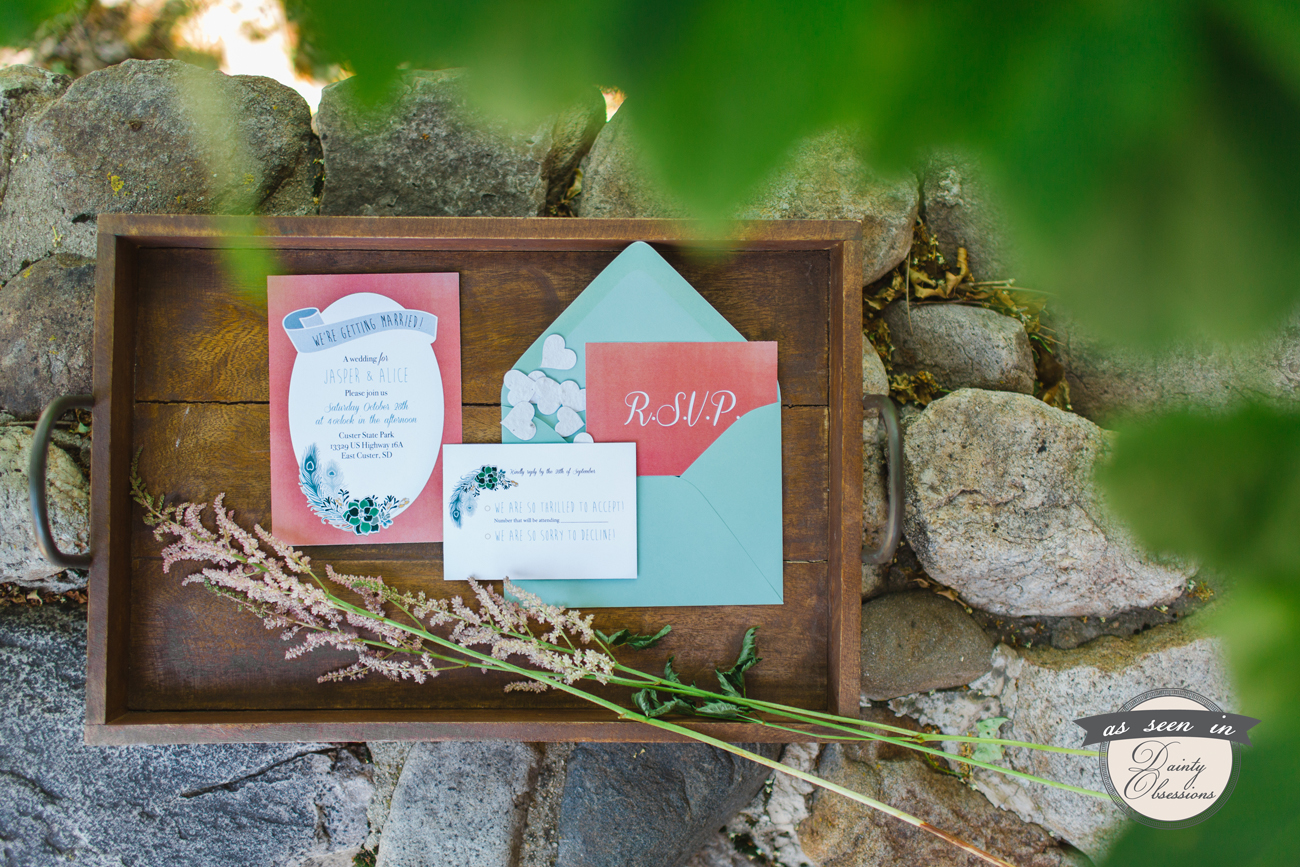 WE'RE GETTING MARRIED!
A wedding for
JASPER & ALICE
Please join us
Saturday October 28th
at 4 o'clock in the afternoon
Custer State Park
13329 US Highway 16A
East Custer, SD
R.S.V.P.
Kindly reply by the 28th of September
WE ARE SO THRILLED TO ACCEPT!
Number that will be attending
WE ARE SO SORRY TO DECLINE!
as seen in
Dainty
Obsessions